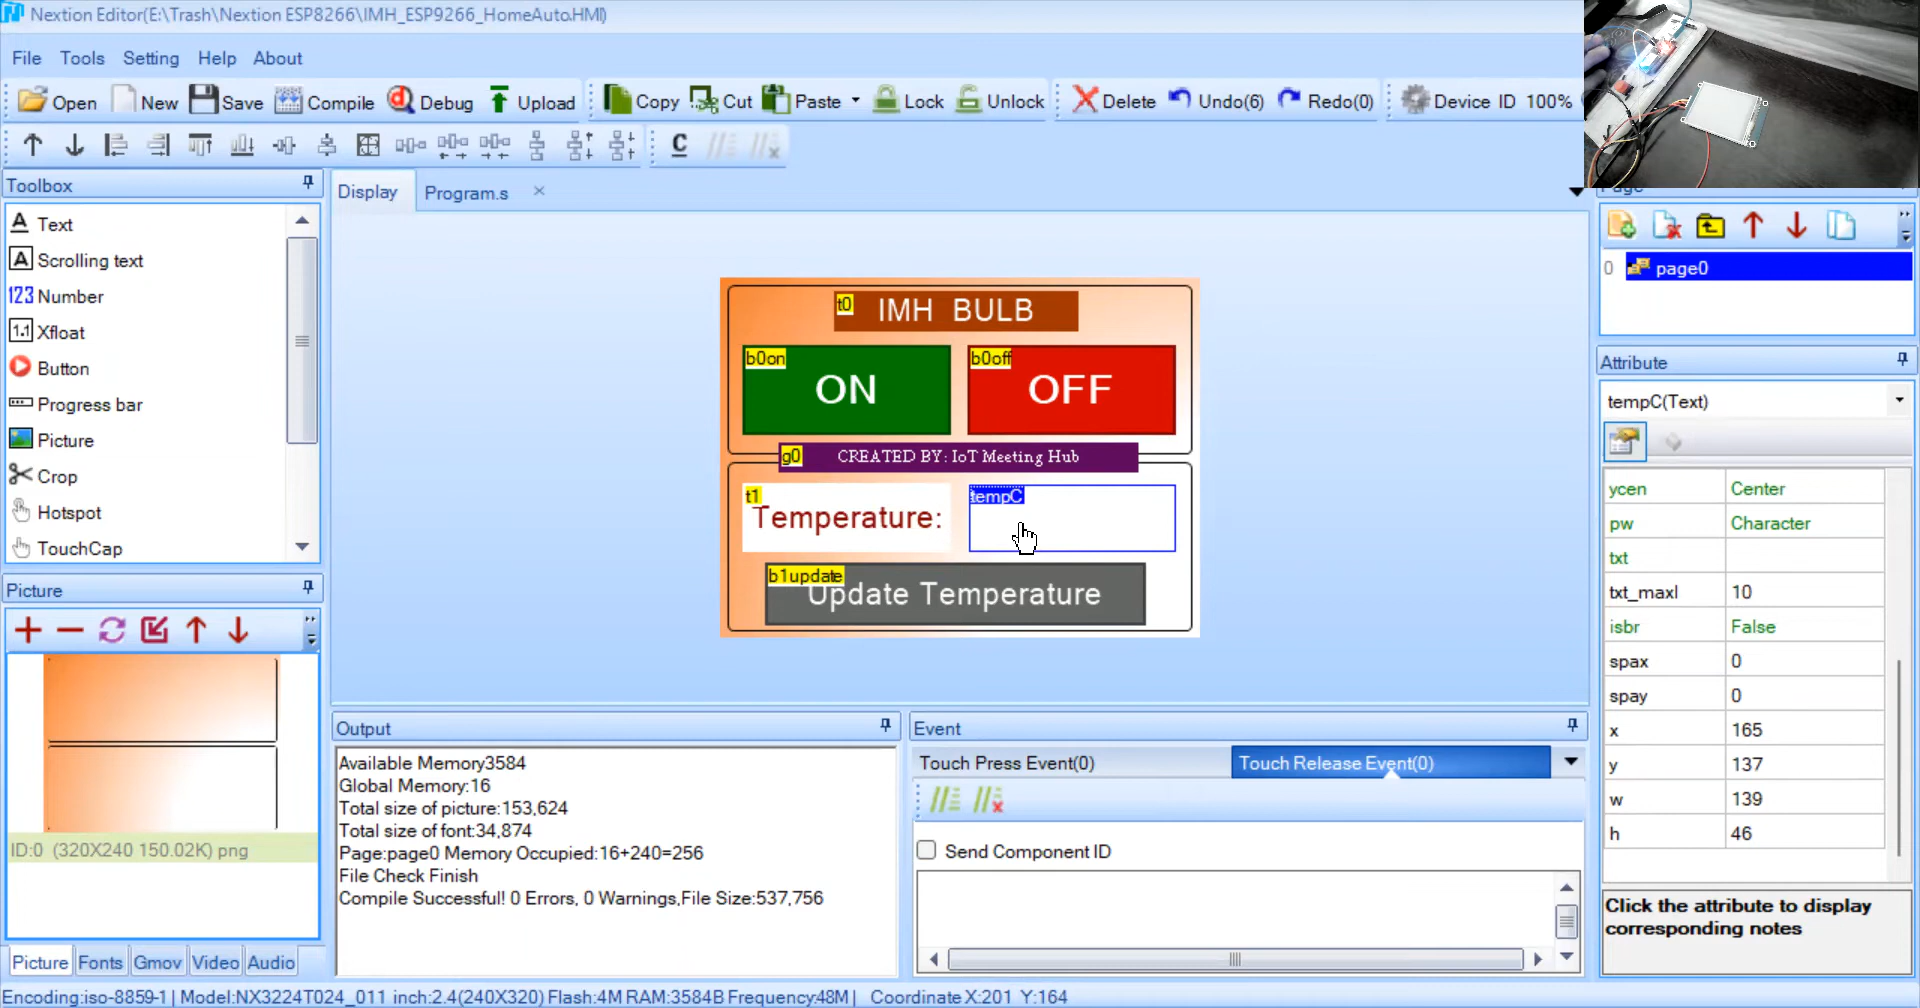 Nextion Editor(E:\Trash\Nextion ESP8266\IMH_ESP9266_HomeAuto.HMI)
File Tools Setting Help About
Open New Save Compile Debug Upload Copy Cut Paste Lock Unlock Delete Undo(6) Redo(0) Device ID 100%
C
Toolbox
Text
Scrolling text
123 Number
1.1 Xfloat
Button
Progress bar
Picture
Crop
Hotspot
TouchCap
Picture
ID:0 (320X240 150.02K) png
Picture Fonts Gmov Video Audio
Display Program.s
t0 IMH BULB
b0on ON
b0off OFF
g0 CREATED BY: IoT Meeting Hub
t1 Temperature:
tempC
b1update Update Temperature
Output
Available Memory3584
Global Memory:16
Total size of picture:153,624
Total size of font:34,874
Page:page0 Memory Occupied:16+240=256
File Check Finish
Compile Successful! 0 Errors, 0 Warnings,File Size:537,756
Event
Touch Press Event(0) Touch Release Event(0)
Send Component ID
Page
0 page0
Attribute
tempC(Text)
ycen Center
pw Character
txt
txt_maxl 10
isbr False
spax 0
spay 0
x 165
y 137
w 139
h 46
Click the attribute to display
corresponding notes
Encoding:iso-8859-1 | Model:NX3224T024_011 inch:2.4(240X320) Flash:4M RAM:3584B Frequency:48M | Coordinate X:201 Y:164